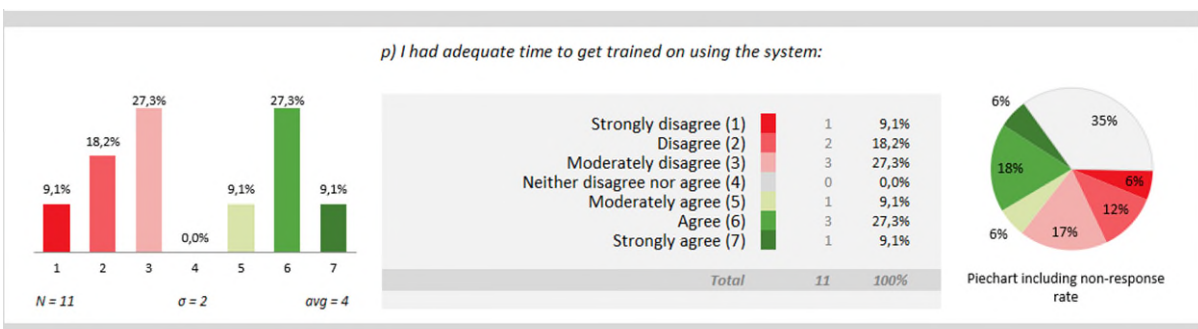 p) I had adequate time to get trained on using the system:
27,3%
27,3%
18,2%
9,1%
9,1%
9,1%
0,0%
1 2 3 4 5 6 7
N = 11 σ = 2 avg = 4
Strongly disagree (1) 1 9,1%
Disagree (2) 2 18,2%
Moderately disagree (3) 3 27,3%
Neither disagree nor agree (4) 0 0,0%
Moderately agree (5) 1 9,1%
Agree (6) 3 27,3%
Strongly agree (7) 1 9,1%
Total 11 100%
6%
35%
18%
6%
12%
6%
17%
Piechart including non-response
rate